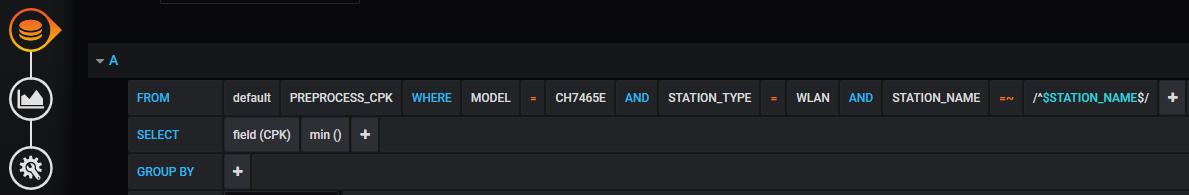 A
FROM default PREPROCESS_CPK WHERE MODEL = CH7465E AND STATION_TYPE = WLAN AND STATION_NAME =~ /^$STATION_NAME$/ +
SELECT field (CPK) min () +
GROUP BY +